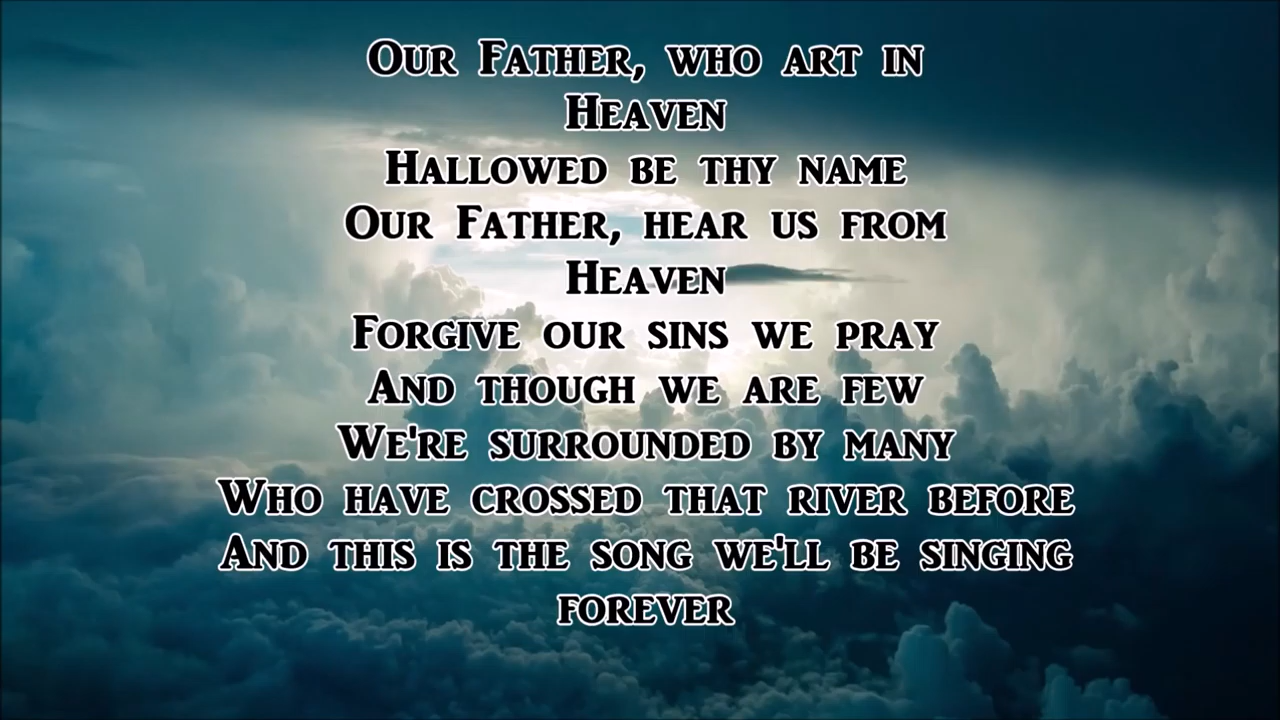 Our Father, who art in
Heaven
Hallowed be thy name
Our Father, hear us from
Heaven
Forgive our sins we pray
And though we are few
We're surrounded by many
Who have crossed that river before
And this is the song we'll be singing
forever